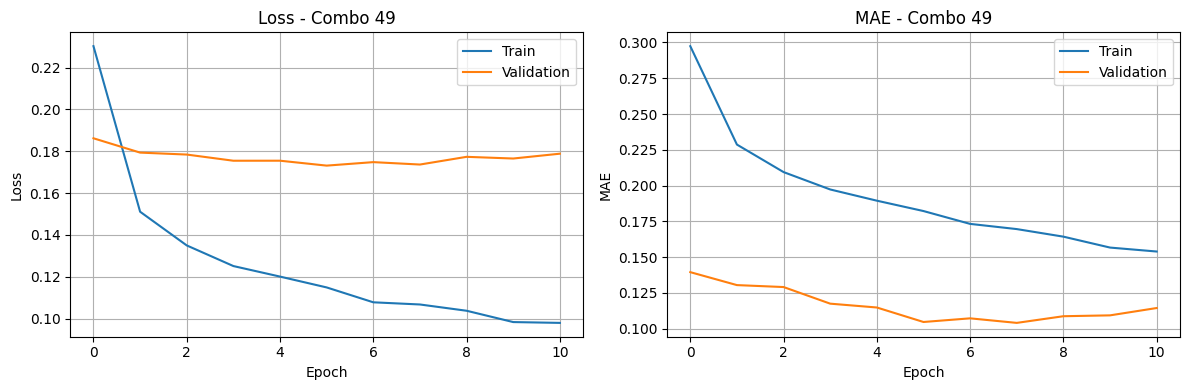 Loss - Combo 49
Train
Validation
0.22
0.20
0.18
0.16
0.14
0.12
0.10
Loss
0 2 4 6 8 10
Epoch
MAE - Combo 49
Train
Validation
0.300
0.275
0.250
0.225
0.200
0.175
0.150
0.125
0.100
MAE
0 2 4 6 8 10
Epoch